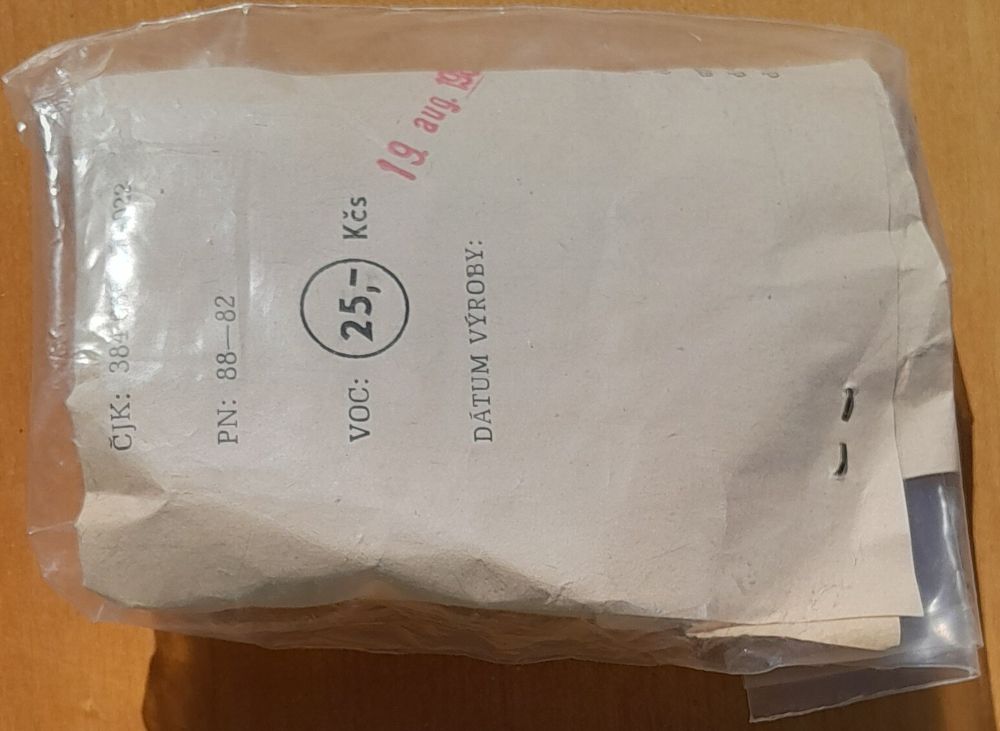 ČJK: 384
PN: 88—82
VOC: 25,- Kčs
DÁTUM VÝROBY:
19. aug.